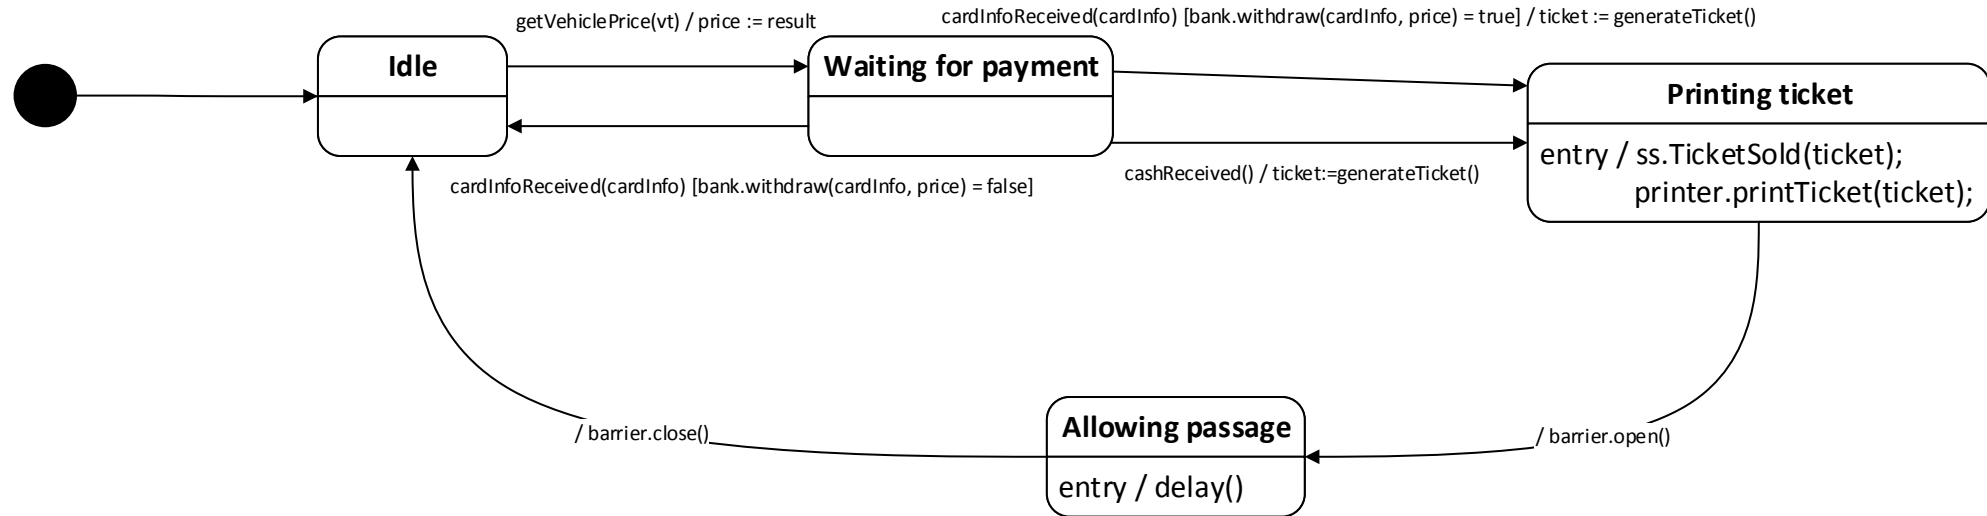 getVehiclePrice(vt) / price := result
cardInfoReceived(cardInfo) [bank.withdraw(cardInfo, price) = true] / ticket := generateTicket()
Idle
Waiting for payment
Printing ticket
entry / ss.TicketSold(ticket);
printer.printTicket(ticket);
cardInfoReceived(cardInfo) [bank.withdraw(cardInfo, price) = false]
cashReceived() / ticket:=generateTicket()
/ barrier.close()
Allowing passage
entry / delay()
/ barrier.open()